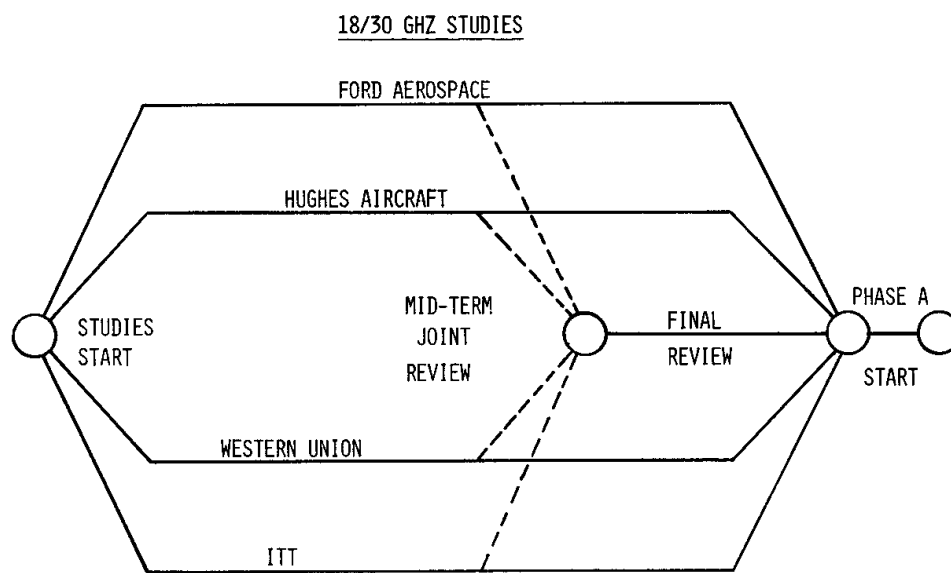 18/30 GHZ STUDIES
FORD AEROSPACE
HUGHES AIRCRAFT
STUDIES
START
MID-TERM
JOINT
REVIEW
FINAL
REVIEW
PHASE A
START
WESTERN UNION
ITT